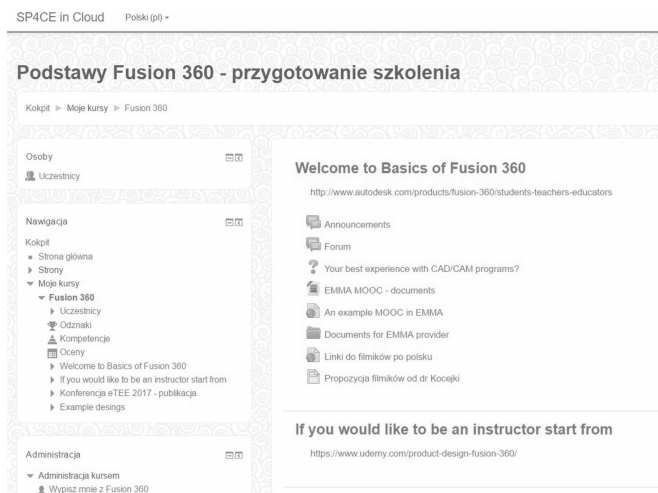 SP4CE in Cloud Polski (pl)
Podstawy Fusion 360 - przygotowanie szkolenia
Kokpit Moje kursy Fusion 360
Osoby
Uczestnicy
Nawigacja
Kokpit
Strona główna
Strony
Moje kursy
Fusion 360
Uczestnicy
Odznaki
Kompetencje
Oceny
Welcome to Basics of Fusion 360
If you would like to be an instructor start from
Konferencja eTEE 2017 - publikacja
Example desings
Administracja
Administracja kursem
Wypisz mnie z Fusion 360
Welcome to Basics of Fusion 360
http://www.autodesk.com/products/fusion-360/students-teachers-educators
Announcements
Forum
Your best experience with CAD/CAM programs?
EMMA MOOC - documents
An example MOOC in EMMA
Documents for EMMA provider
Linki do filmików po polsku
Propozycja filmików od dr Kocejki
If you would like to be an instructor start from
https://www.udemy.com/product-design-fusion-360/